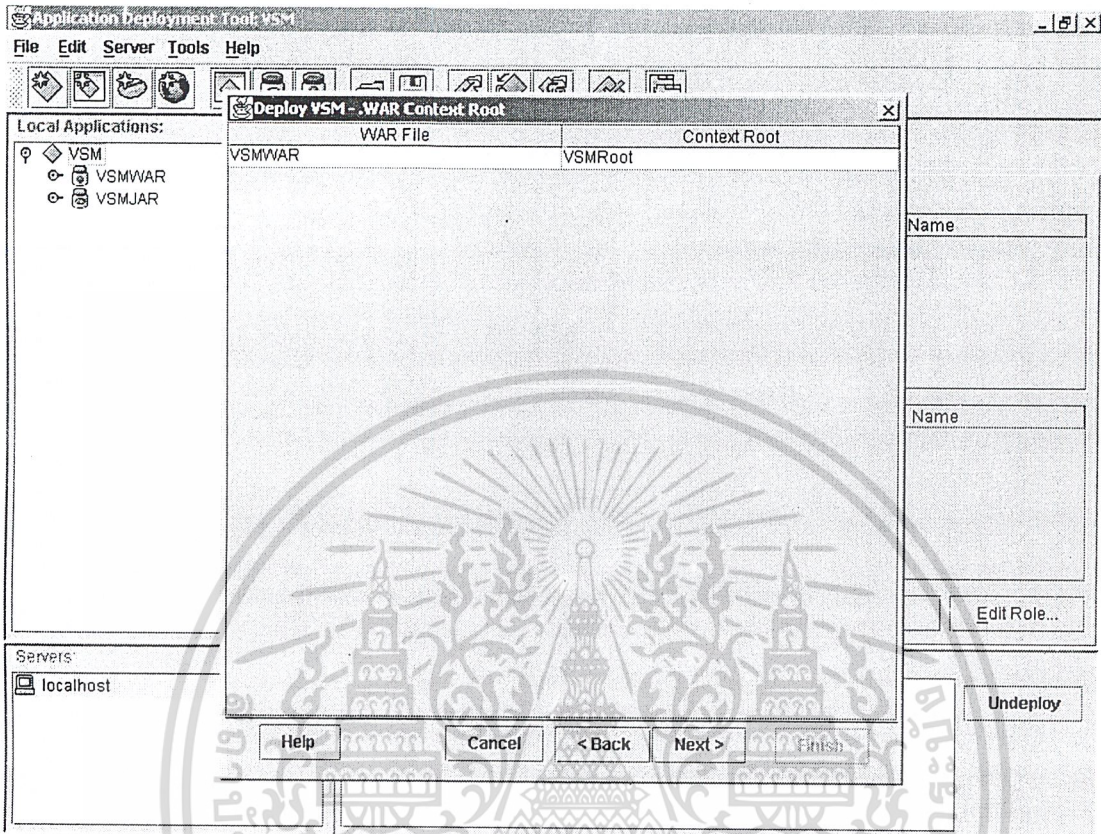 Application Deployment Tool: VSM
File Edit Server Tools Help
Deploy VSM - .WAR Context Root
Local Applications:
WAR File Context Root
VSM
VSMWAR VSMRoot
VSMWAR
VSMJAR
Name
Name
Edit Role...
Servers:
localhost
Undeploy
Help Cancel < Back Next > Finish